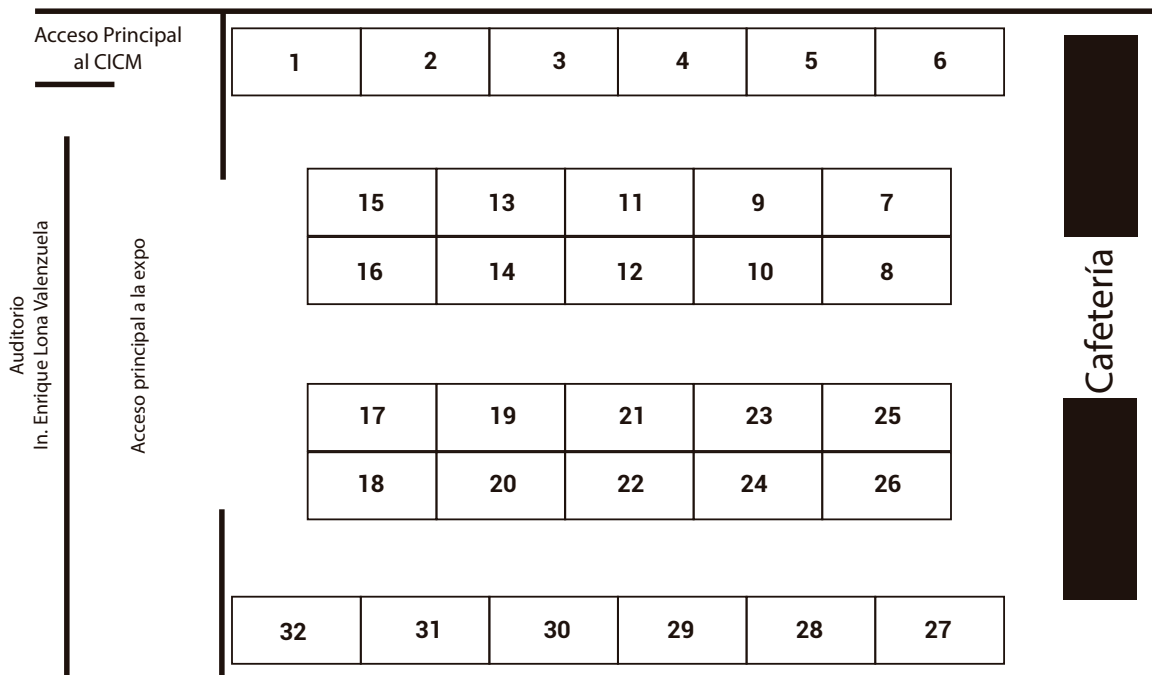 Acceso Principal
al CICM
1 2 3 4 5 6
Auditorio
In. Enrique Lona Valenzuela
Acceso principal a la expo
15 13 11 9 7
16 14 12 10 8
17 19 21 23 25
18 20 22 24 26
32 31 30 29 28 27
Cafetería